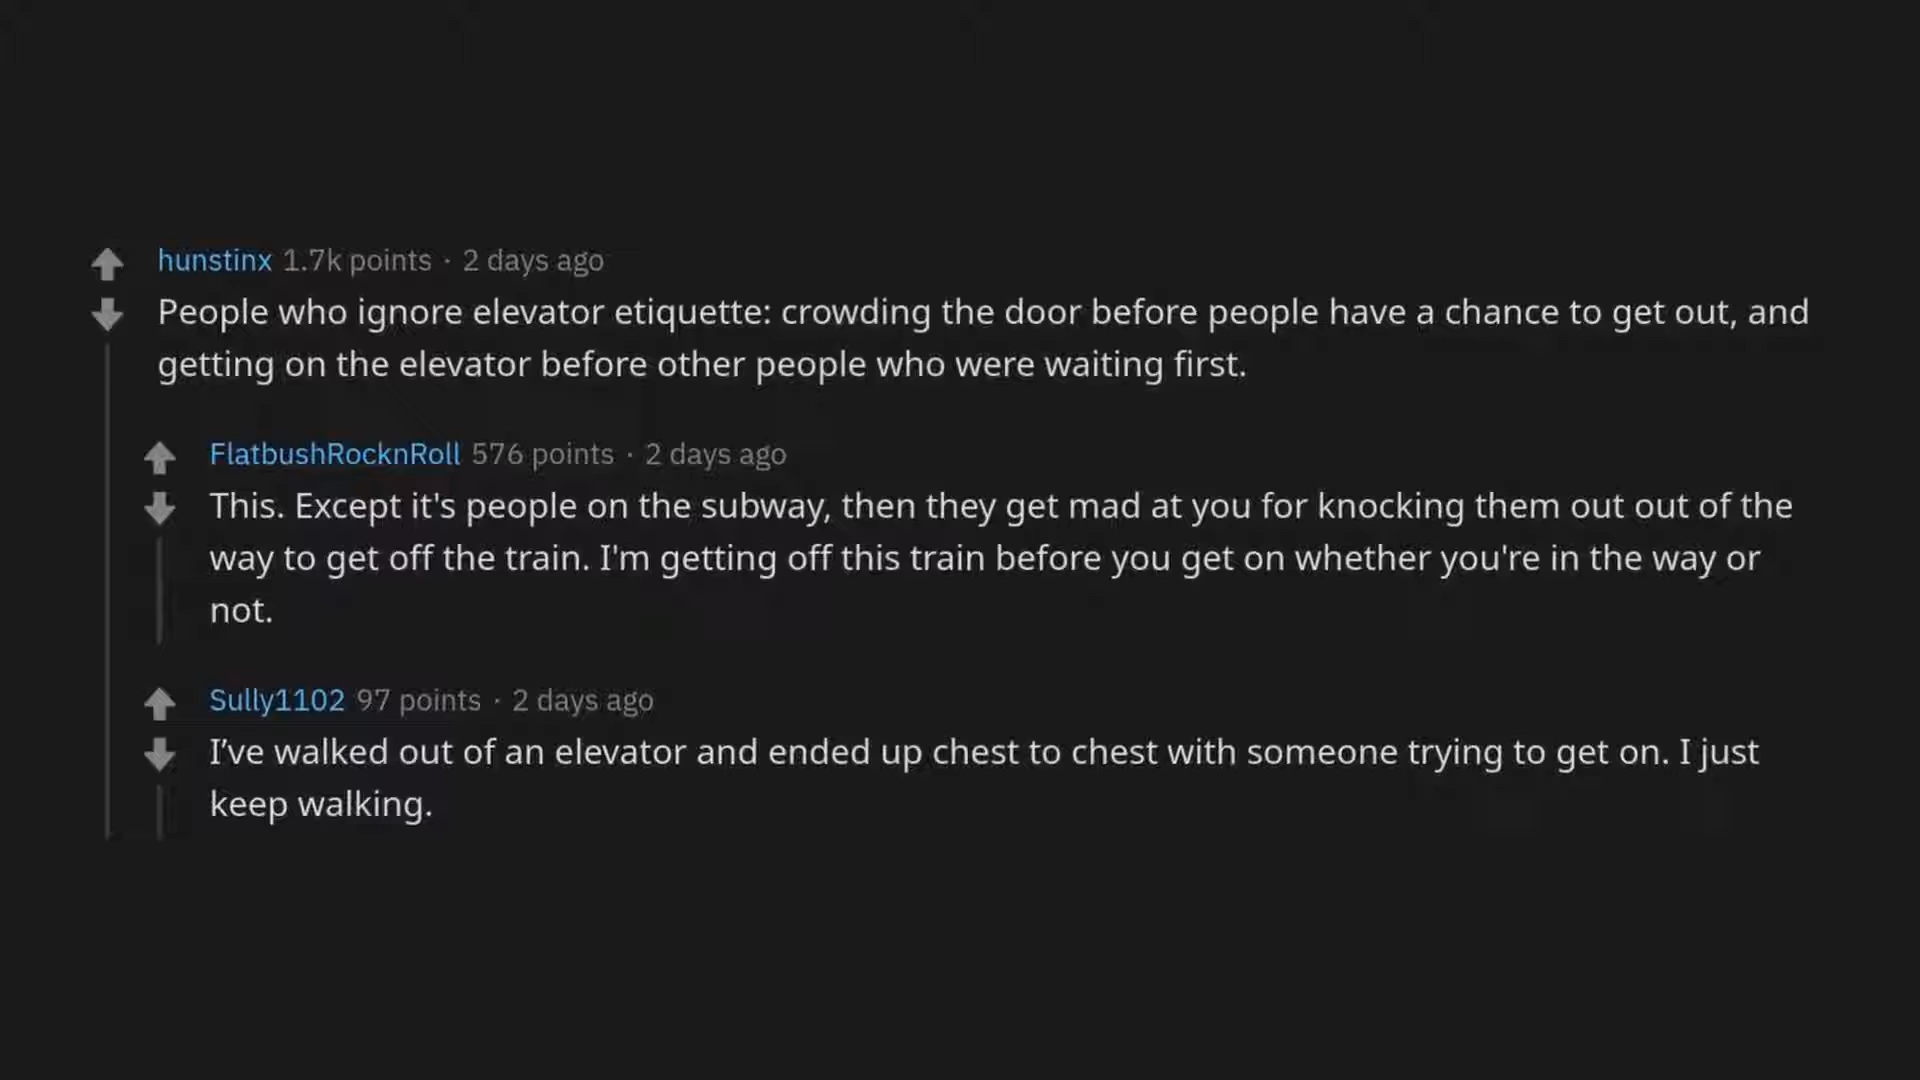 hunstinx 1.7k points · 2 days ago
People who ignore elevator etiquette: crowding the door before people have a chance to get out, and
getting on the elevator before other people who were waiting first.
FlatbushRocknRoll 576 points · 2 days ago
This. Except it's people on the subway, then they get mad at you for knocking them out out of the
way to get off the train. I'm getting off this train before you get on whether you're in the way or
not.
Sully1102 97 points · 2 days ago
I’ve walked out of an elevator and ended up chest to chest with someone trying to get on. I just
keep walking.